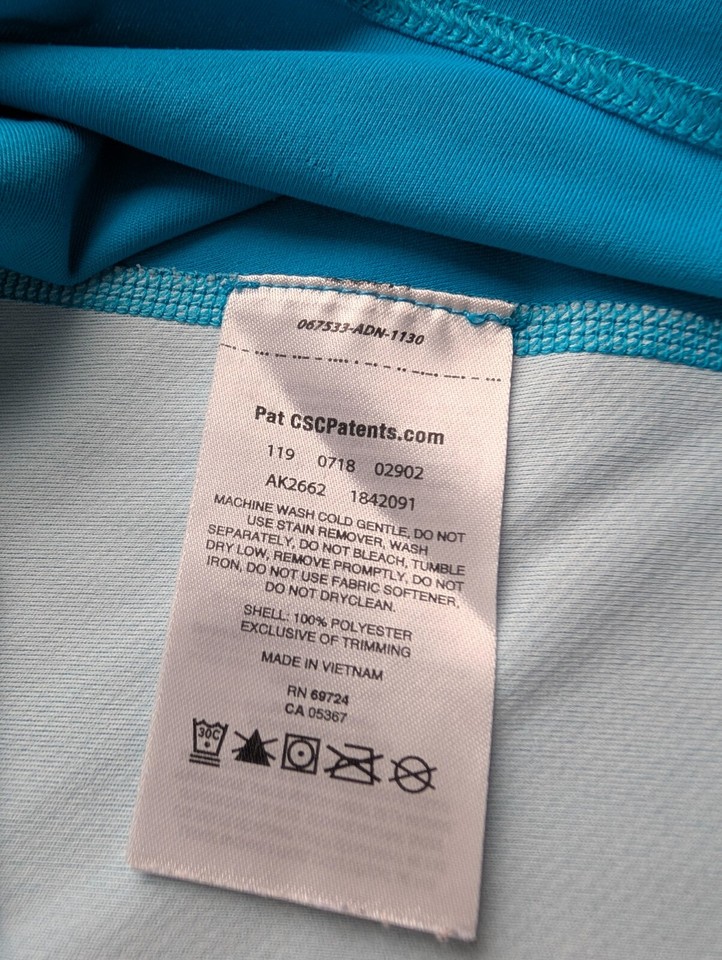 067533-ADN-1130
Pat CSCPatents.com
119 0718 02902
AK2662 1842091
MACHINE WASH COLD GENTLE, DO NOT
USE STAIN REMOVER, WASH
SEPARATELY, DO NOT BLEACH, TUMBLE
DRY LOW, REMOVE PROMPTLY, DO NOT
IRON, DO NOT USE FABRIC SOFTENER,
DO NOT DRYCLEAN.
SHELL: 100% POLYESTER
EXCLUSIVE OF TRIMMING
MADE IN VIETNAM
RN 69724
CA 05367
30C